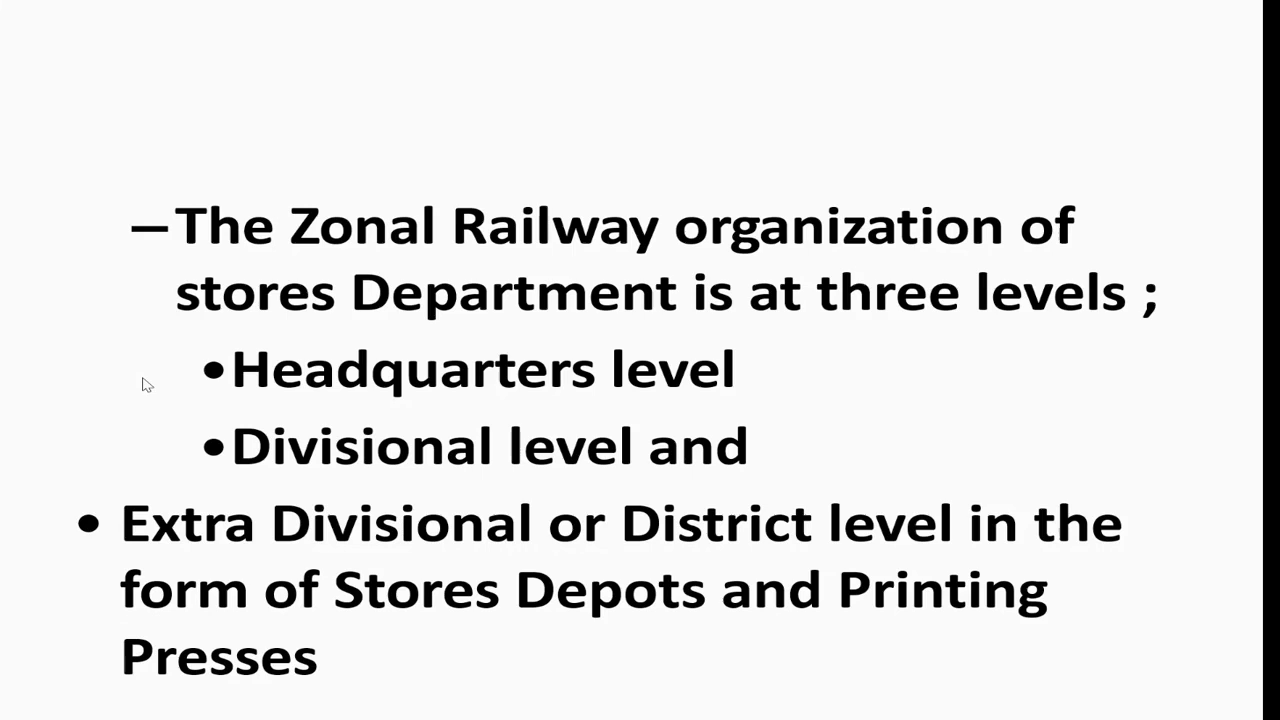 –The Zonal Railway organization of
stores Department is at three levels ;
•Headquarters level
•Divisional level and
• Extra Divisional or District level in the
form of Stores Depots and Printing
Presses